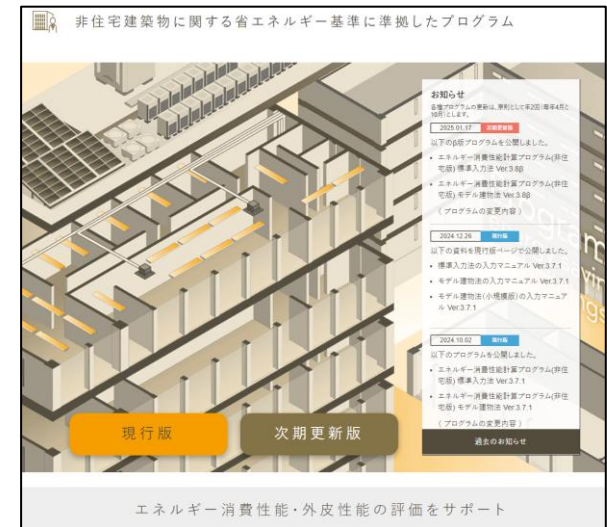 非住宅建築物に関する省エネルギー基準に準拠したプログラム
お知らせ
各種プログラムの更新は、原則として年2回(毎年4月と
10月)とします。
2025.01.17 次期更新版
以下のβ版プログラムを公開しました。
• エネルギー消費性能計算プログラム(非住
宅版) 標準入力法 Ver.3.8β
• エネルギー消費性能計算プログラム(非住
宅版) モデル建物法 Ver.3.8β
( プログラムの変更内容 )
2024.12.26 現行版
以下の資料を現行版ページで公開しました。
• 標準入力法の入力マニュアル Ver.3.7.1
• モデル建物法の入力マニュアル Ver.3.7.1
• モデル建物法(小規模版)の入力マニュア
ル Ver.3.7.1
2024.10.02 現行版
以下のプログラムを公開しました。
• エネルギー消費性能計算プログラム(非住
宅版) 標準入力法 Ver.3.7.1
• エネルギー消費性能計算プログラム(非住
宅版) モデル建物法 Ver.3.7.1
( プログラムの変更内容 )
過去のお知らせ
現行版
次期更新版
エネルギー消費性能・外皮性能の評価をサポート